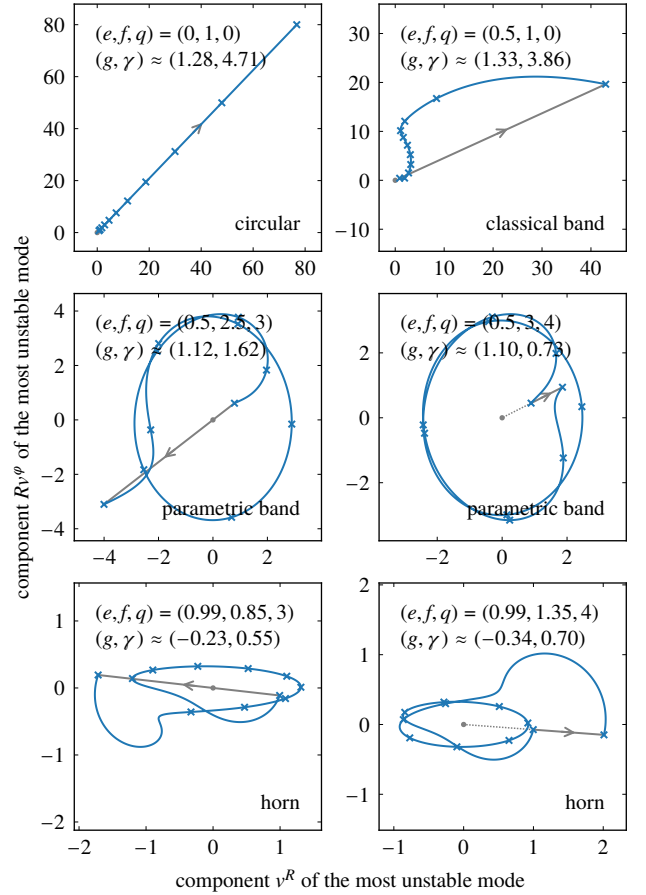 80
60
40
20
0
(e, f, q) = (0, 1, 0)
(g, γ) ≈ (1.28, 4.71)
circular
0 20 40 60 80
30
20
10
0
−10
(e, f, q) = (0.5, 1, 0)
(g, γ) ≈ (1.33, 3.86)
classical band
0 10 20 30 40
component Rv^φ of the most unstable mode
4
2
0
−2
−4
(e, f, q) = (0.5, 2.5, 3)
(g, γ) ≈ (1.12, 1.62)
parametric band
−4 −2 0 2
2
0
−2
(e, f, q) = (0.5, 3, 4)
(g, γ) ≈ (1.10, 0.73)
parametric band
−2 0 2
1
0
−1
−2
(e, f, q) = (0.99, 0.85, 3)
(g, γ) ≈ (−0.23, 0.55)
horn
−2 −1 0 1
2
1
0
−1
(e, f, q) = (0.99, 1.35, 4)
(g, γ) ≈ (−0.34, 0.70)
horn
−1 0 1 2
component v^R of the most unstable mode